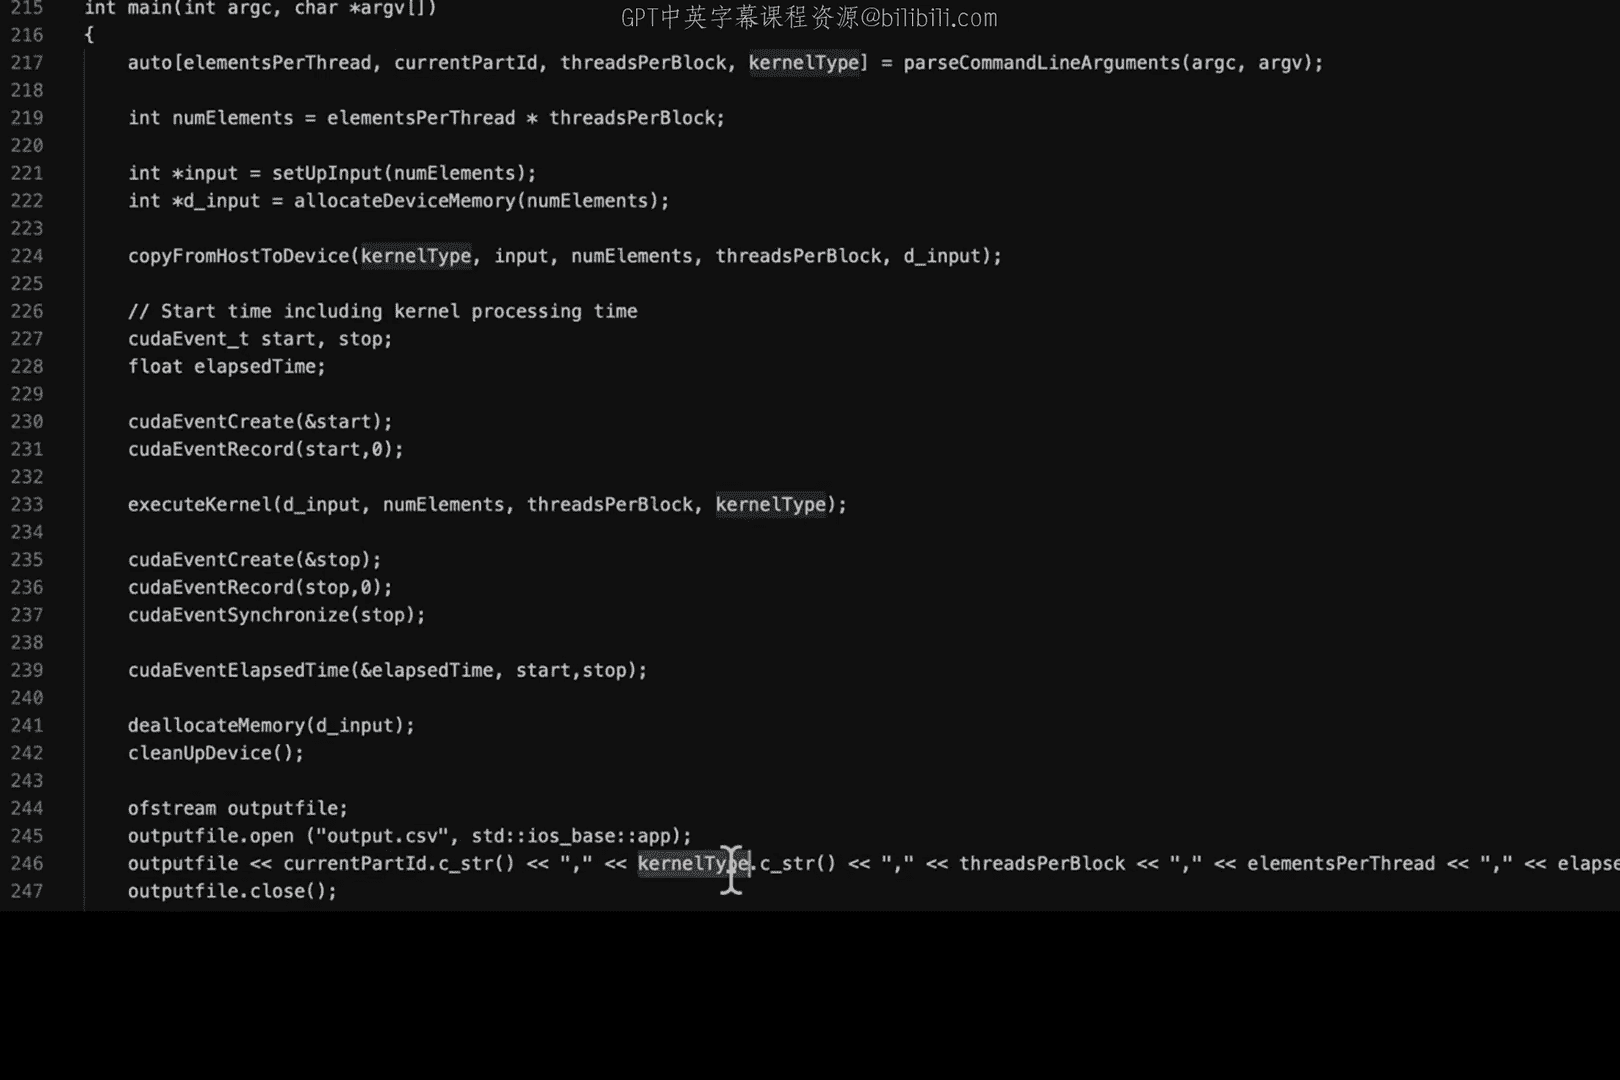 GPT中英字幕课程资源@bilibili.com
215 int main(int argc, char *argv[])
216 {
217 auto[elementsPerThread, currentPartId, threadsPerBlock, kernelType] = parseCommandLineArguments(argc, argv);
218
219 int numElements = elementsPerThread * threadsPerBlock;
220
221 int *input = setUpInput(numElements);
222 int *d_input = allocateDeviceMemory(numElements);
223
224 copyFromHostToDevice(kernelType, input, numElements, threadsPerBlock, d_input);
225
226 // Start time including kernel processing time
227 cudaEvent_t start, stop;
228 float elapsedTime;
229
230 cudaEventCreate(&start);
231 cudaEventRecord(start,0);
232
233 executeKernel(d_input, numElements, threadsPerBlock, kernelType);
234
235 cudaEventCreate(&stop);
236 cudaEventRecord(stop,0);
237 cudaEventSynchronize(stop);
238
239 cudaEventElapsedTime(&elapsedTime, start,stop);
240
241 deallocateMemory(d_input);
242 cleanUpDevice();
243
244 ofstream outputfile;
245 outputfile.open ("output.csv", std::ios_base::app);
246 outputfile << currentPartId.c_str() << "," << kernelType.c_str() << "," << threadsPerBlock << "," << elementsPerThread << "," << elapse
247 outputfile.close();